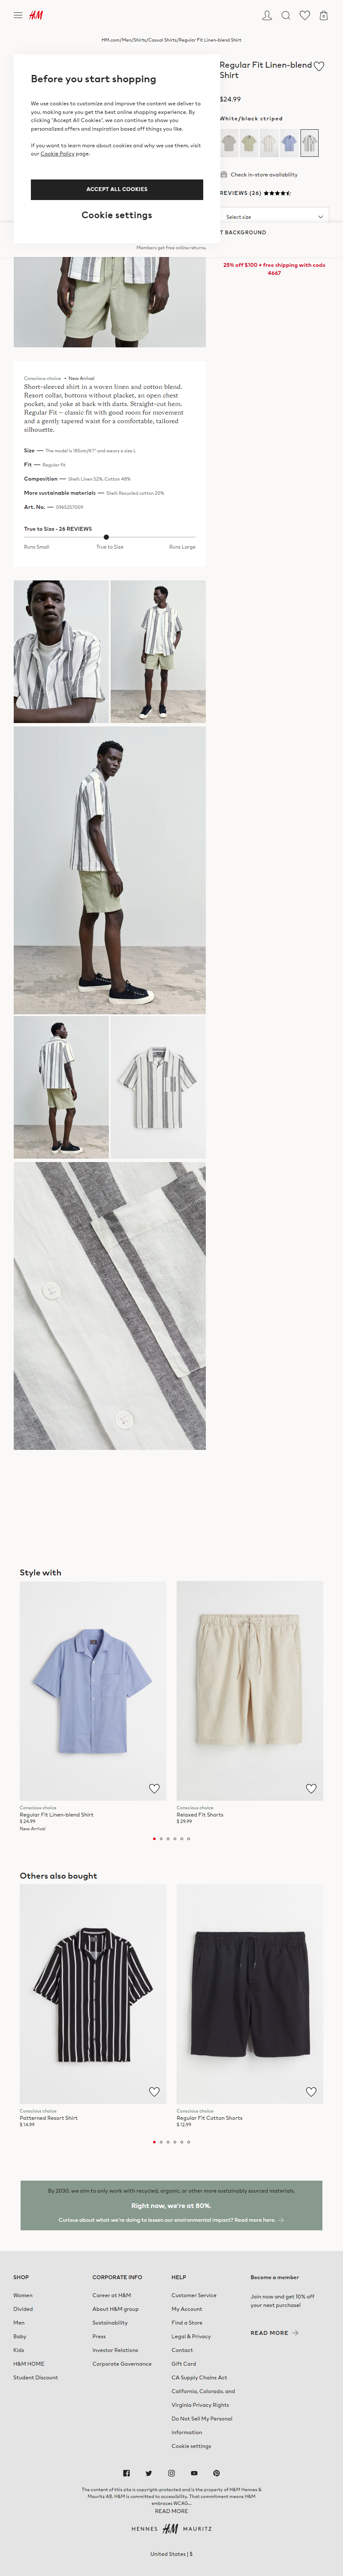 H&M
HM.com/Men/Shirts/Casual Shirts/Regular Fit Linen-blend Shirt
Before you start shopping
We use cookies to customize and improve the content we deliver to
you, making sure you get the best online shopping experience. By
clicking "Accept All Cookies", we can continue to show you
personalized offers and inspiration based off things you like.
If you want to learn more about cookies and why we use them, visit
our Cookie Policy page.
ACCEPT ALL COOKIES
Cookie settings
Regular Fit Linen-blend
Shirt
$24.99
White/black striped
Check in-store availability
REVIEWS (26)
Select size
T BACKGROUND
Members get free online returns.
25% off $100 + free shipping with code
4667
Conscious choice • New Arrival
Short-sleeved shirt in a woven linen and cotton blend.
Resort collar, buttons without placket, an open chest
pocket, and yoke at back with darts. Straight-cut hem.
Regular Fit – classic fit with good room for movement
and a gently tapered waist for a comfortable, tailored
silhouette.
Size — The model is 185cm/6'1" and wears a size L
Fit — Regular fit
Composition — Shell: Linen 52%, Cotton 48%
More sustainable materials — Shell: Recycled cotton 20%
Art. No. — 0965257009
True to Size - 26 REVIEWS
Runs Small True to Size Runs Large
Style with
Conscious choice
Regular Fit Linen-blend Shirt
$ 24.99
New Arrival
Conscious choice
Relaxed Fit Shorts
$ 29.99
Others also bought
Conscious choice
Patterned Resort Shirt
$ 14.99
Conscious choice
Regular Fit Cotton Shorts
$ 12.99
By 2030, we aim to only work with recycled, organic, or other more sustainably sourced materials.
Right now, we're at 80%.
Curious about what we're doing to lessen our environmental impact? Read more here.
SHOP
Women
Divided
Men
Baby
Kids
H&M HOME
Student Discount
CORPORATE INFO
Career at H&M
About H&M group
Sustainability
Press
Investor Relations
Corporate Governance
HELP
Customer Service
My Account
Find a Store
Legal & Privacy
Contact
Gift Card
CA Supply Chains Act
California, Colorado, and
Virginia Privacy Rights
Do Not Sell My Personal
Information
Cookie settings
Become a member
Join now and get 10% off
your next purchase!
READ MORE
The content of this site is copyright-protected and is the property of H&M Hennes &
Mauritz AB. H&M is committed to accessibility. That commitment means H&M
embraces WCAG...
READ MORE
HENNES H&M MAURITZ
United States | $